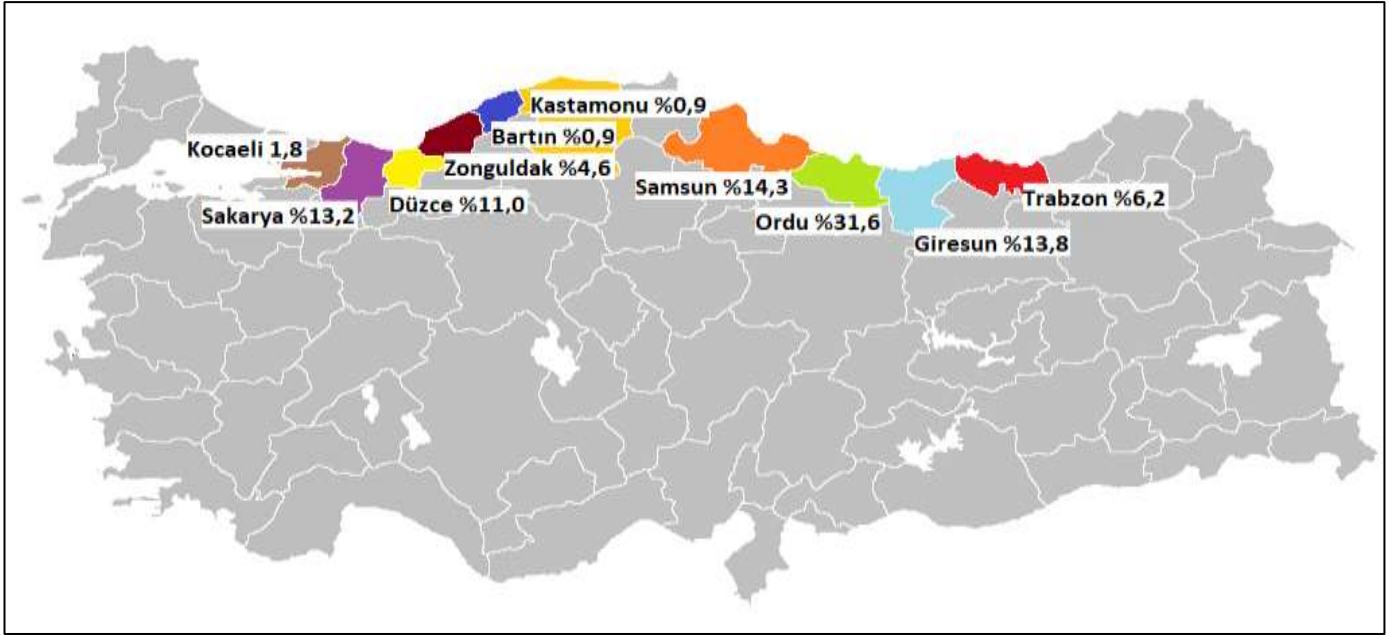 Kastamonu %0,9
Bartın %0,9
Kocaeli 1,8
Zonguldak %4,6
Samsun %14,3
Trabzon %6,2
Düzce %11,0
Sakarya %13,2
Ordu %31,6
Giresun %13,8